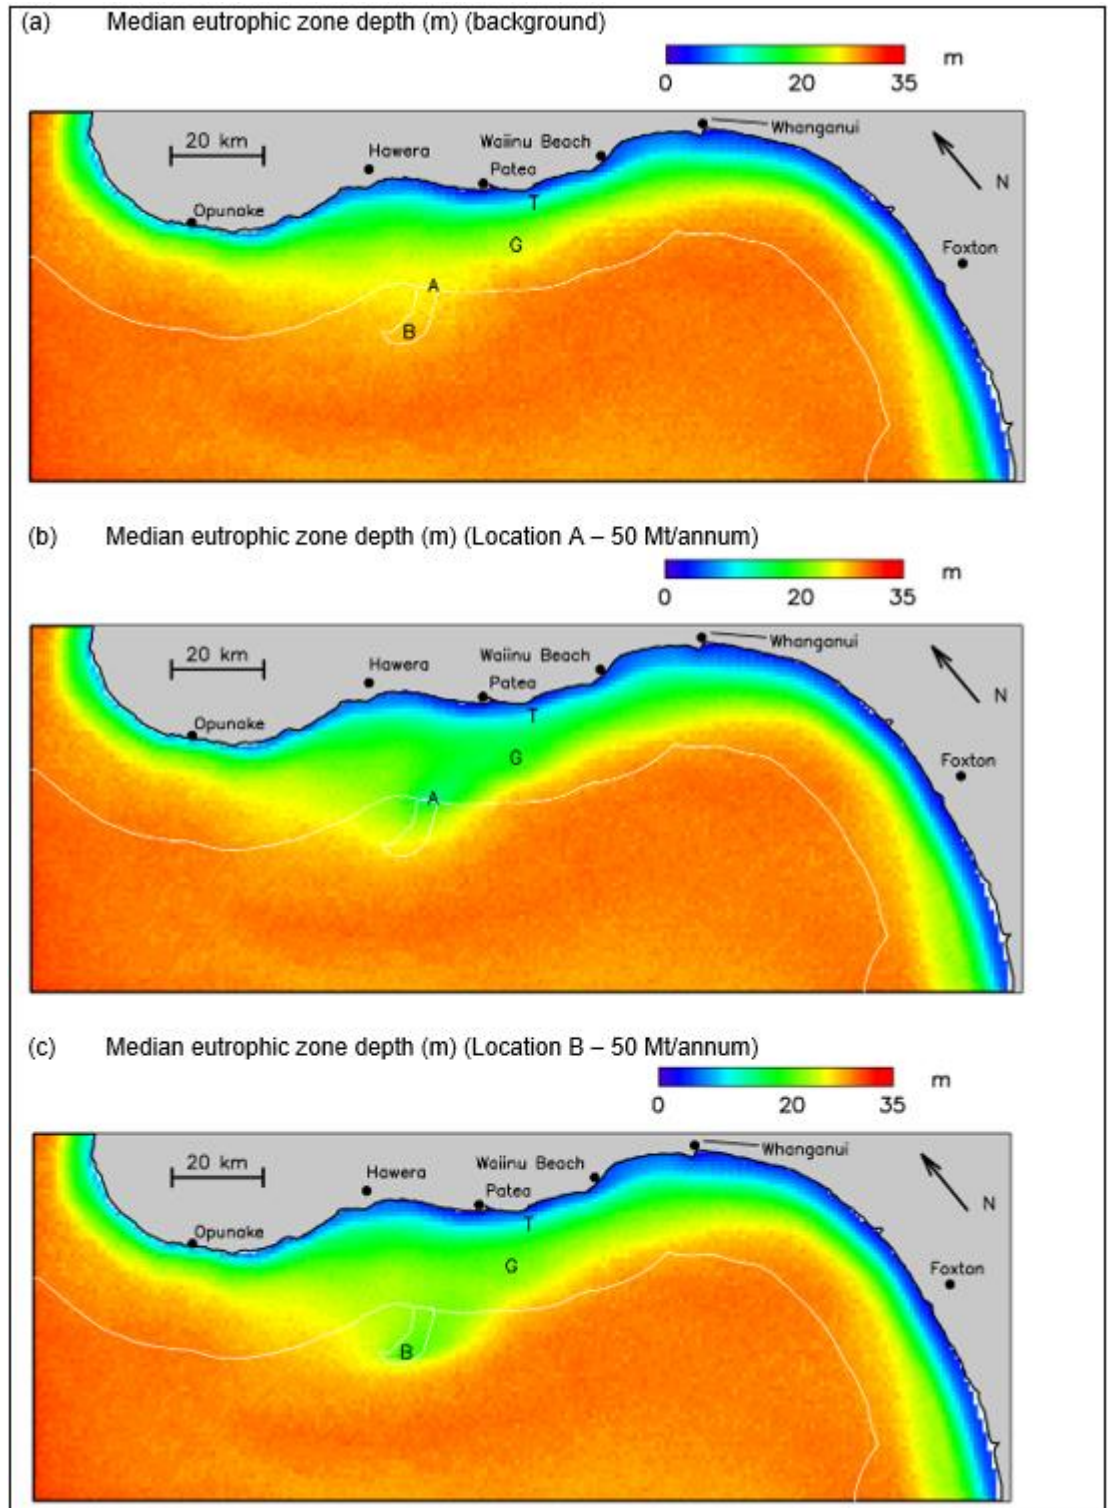 (a) Median eutrophic zone depth (m) (background)
m
0 20 35
20 km
Hawera
Waiinu Beach
Patea
Whanganui
N
Opunake
T
G
Foxton
A
B
(b) Median eutrophic zone depth (m) (Location A – 50 Mt/annum)
m
0 20 35
20 km
Hawera
Waiinu Beach
Patea
Whanganui
N
Opunake
T
G
Foxton
A
(c) Median eutrophic zone depth (m) (Location B – 50 Mt/annum)
m
0 20 35
20 km
Hawera
Waiinu Beach
Patea
Whanganui
N
Opunake
T
G
Foxton
B